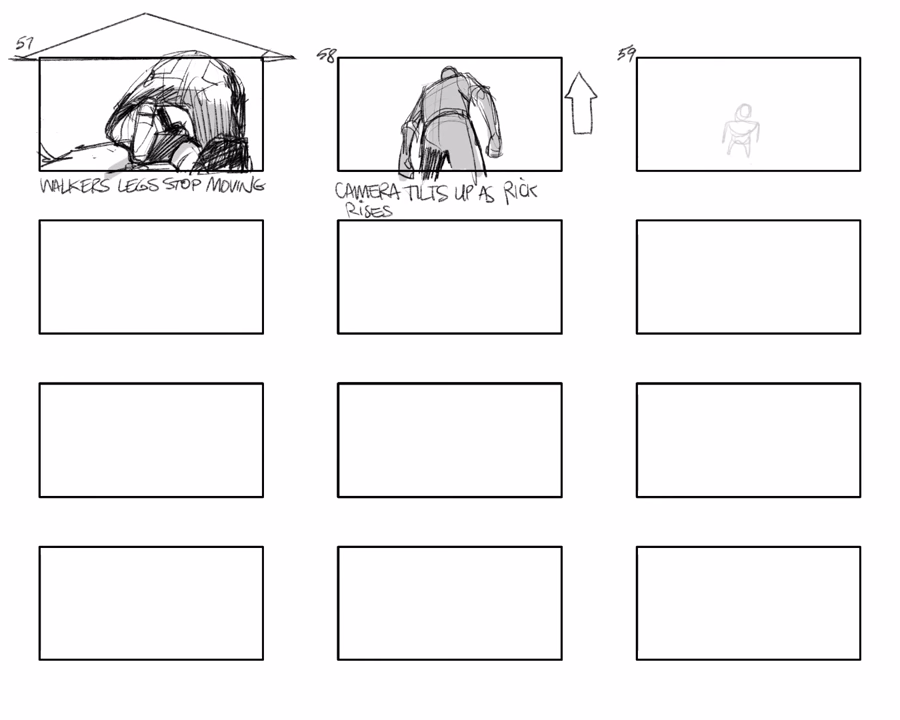 57
58
59
WALKERS LEGS STOP MOVING
CAMERA TILTS UP AS RICK
RISES